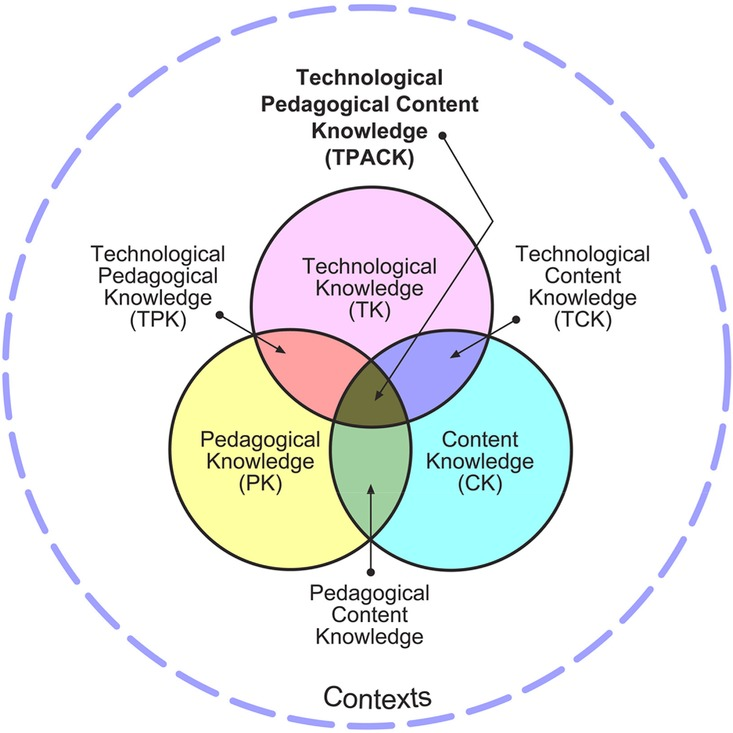 Technological
Pedagogical Content
Knowledge
(TPACK)
Technological
Pedagogical
Knowledge
(TPK)
Technological
Knowledge
(TK)
Technological
Content
Knowledge
(TCK)
Pedagogical
Knowledge
(PK)
Content
Knowledge
(CK)
Pedagogical
Content
Knowledge
Contexts